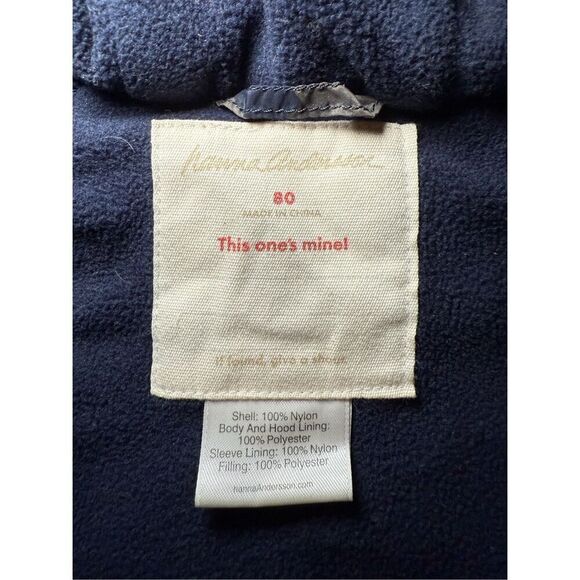 hanna Andersson
80
MADE IN CHINA
This one's mine!
If found, give a shout.
Shell: 100% Nylon
Body And Hood Lining:
100% Polyester
Sleeve Lining: 100% Nylon
Filling: 100% Polyester
hannaAndersson.com